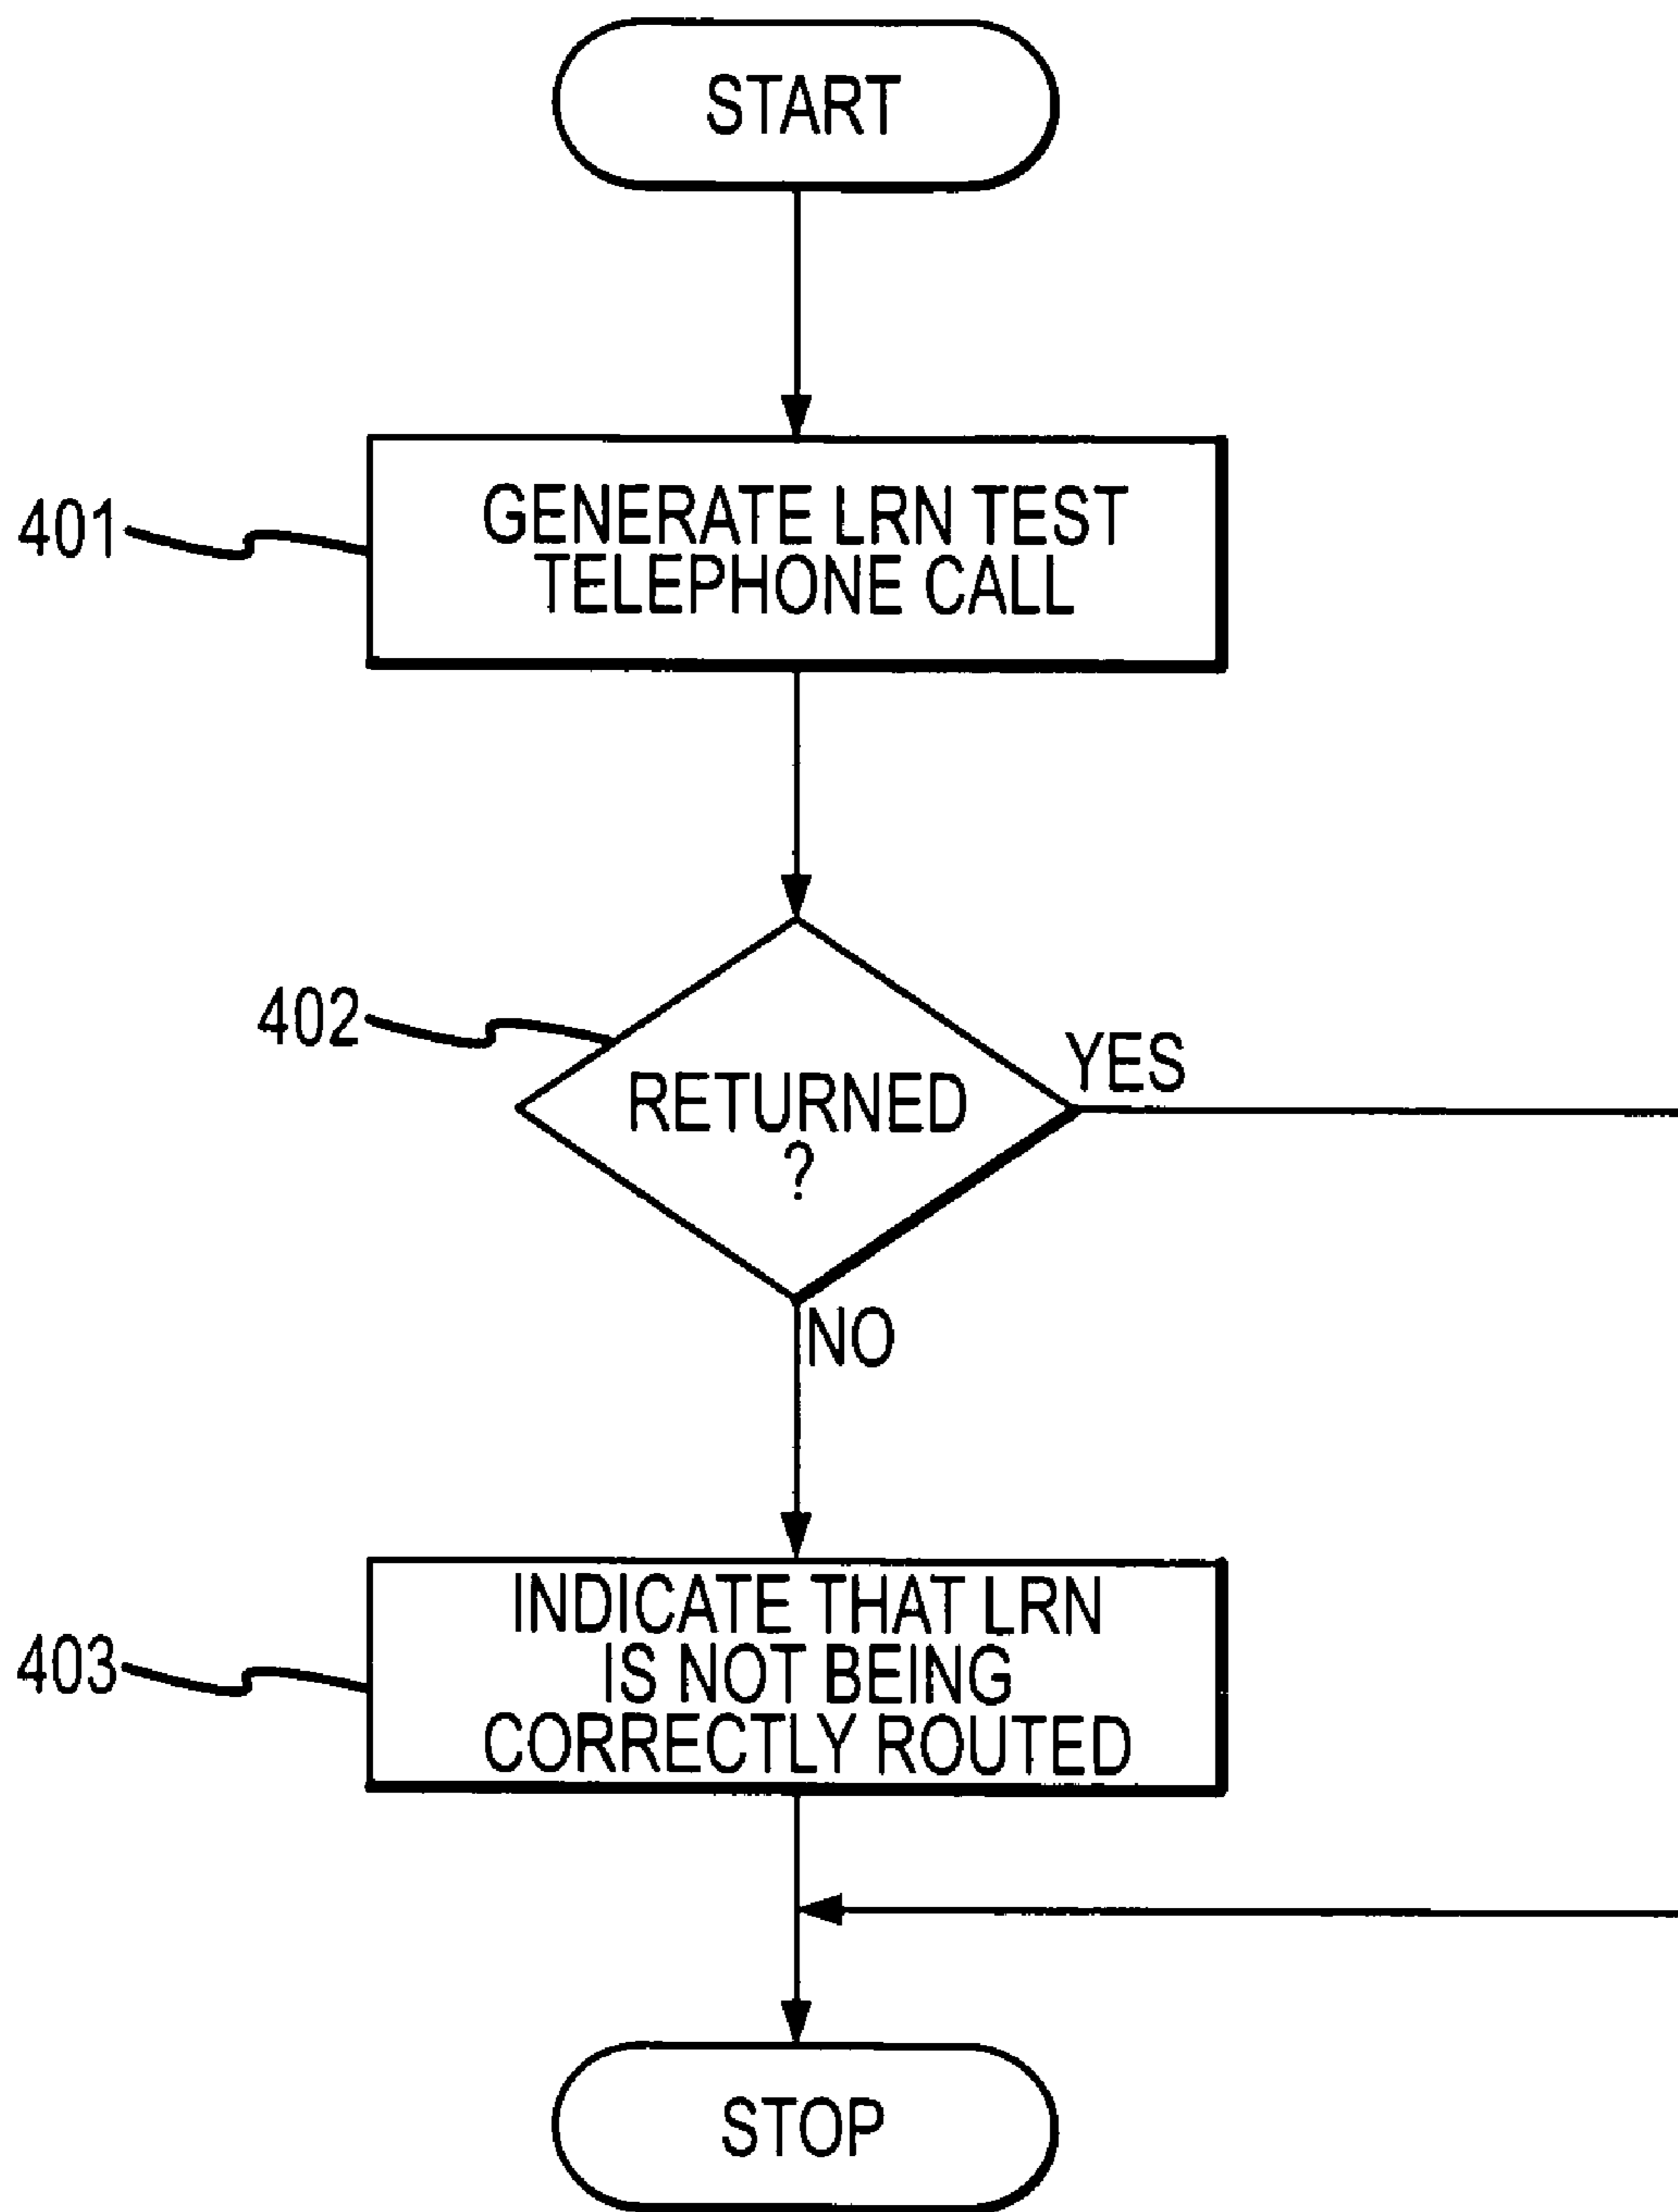 START
401
GENERATE LRN TEST
TELEPHONE CALL
402
RETURNED
?
YES
NO
403
INDICATE THAT LRN
IS NOT BEING
CORRECTLY ROUTED
STOP